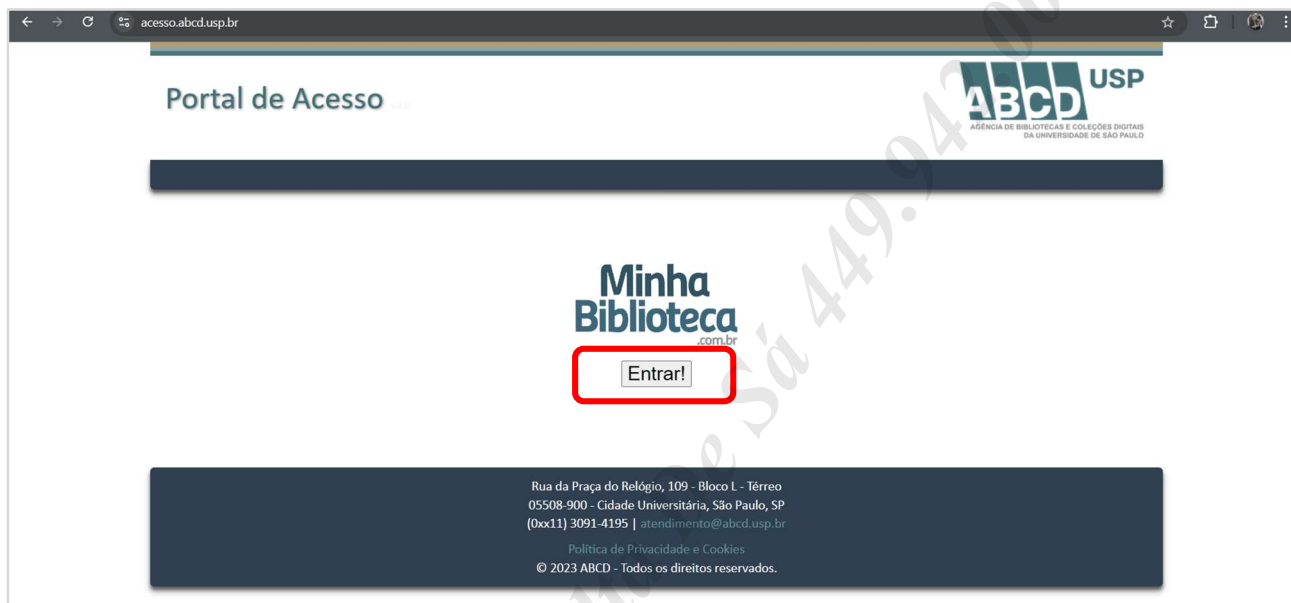 acesso.abcd.usp.br
Portal de Acesso
ABCD USP
AGÊNCIA DE BIBLIOTECAS E COLEÇÕES DIGITAIS
DA UNIVERSIDADE DE SÃO PAULO
Minha
Biblioteca
.com.br
Entrar!
Rua da Praça do Relógio, 109 - Bloco L - Térreo
05508-900 - Cidade Universitária, São Paulo, SP
(0xx11) 3091-4195 | atendimento@abcd.usp.br
Política de Privacidade e Cookies
© 2023 ABCD - Todos os direitos reservados.